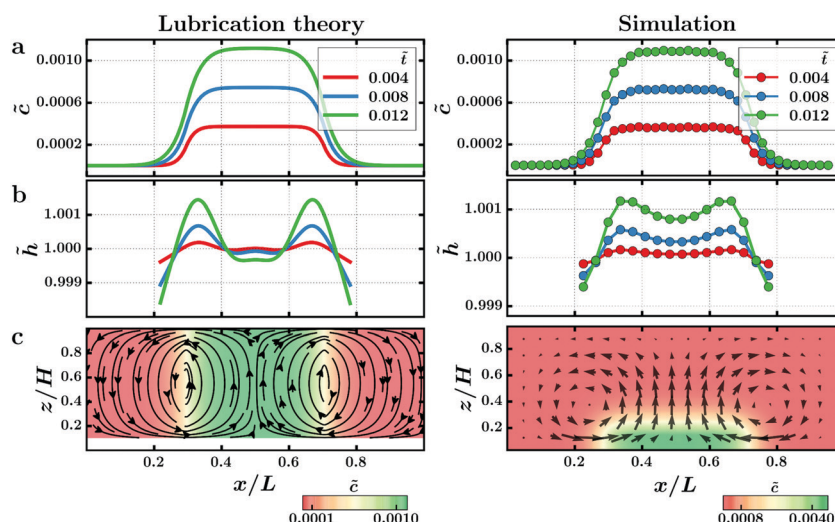 Lubrication theory
Simulation
a
0.0010
0.0006
0.0002
c̃
t̃
0.004
0.008
0.012
0.0010
0.0006
0.0002
c̃
t̃
0.004
0.008
0.012
b
1.001
1.000
0.999
h̃
1.001
1.000
0.999
h̃
c
0.8
0.6
0.4
0.2
z/H
0.8
0.6
0.4
0.2
z/H
0.2 0.4 0.6 0.8
x/L
0.2 0.4 0.6 0.8
x/L
c̃
0.0001 0.0010
c̃
0.0008 0.0040